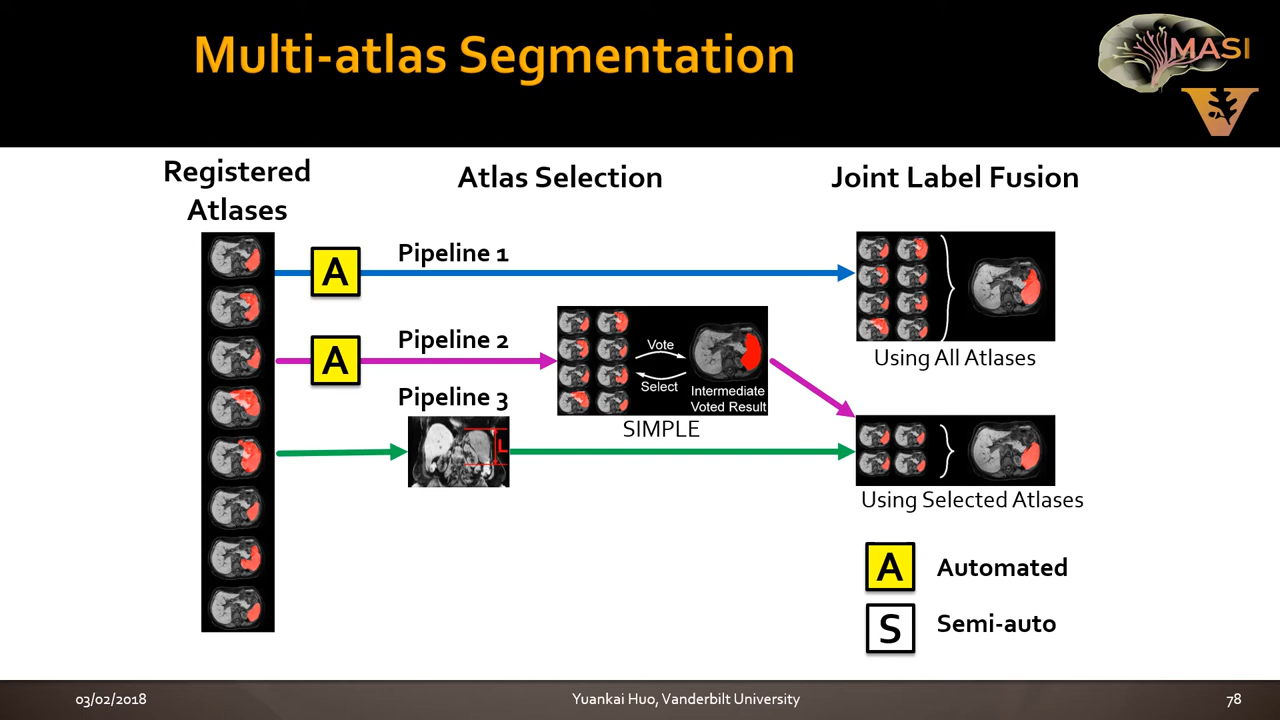 Multi-atlas Segmentation
MASI
V
Registered
Atlases
Atlas Selection
Joint Label Fusion
A
Pipeline 1
Using All Atlases
A
Pipeline 2
Vote
Select
Intermediate
Voted Result
SIMPLE
Pipeline 3
L
Using Selected Atlases
A
Automated
S
Semi-auto
03/02/2018
Yuankai Huo, Vanderbilt University
78